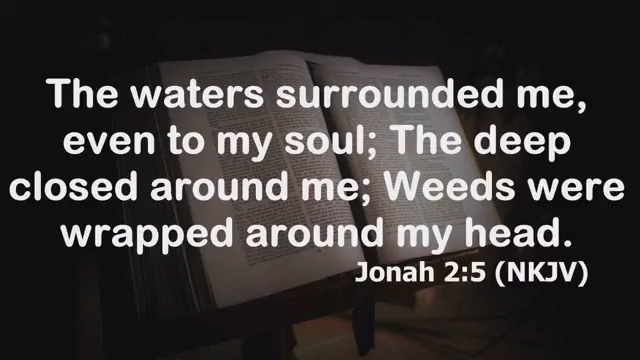 The waters surrounded me,
even to my soul; The deep
closed around me; Weeds were
wrapped around my head.
Jonah 2:5 (NKJV)